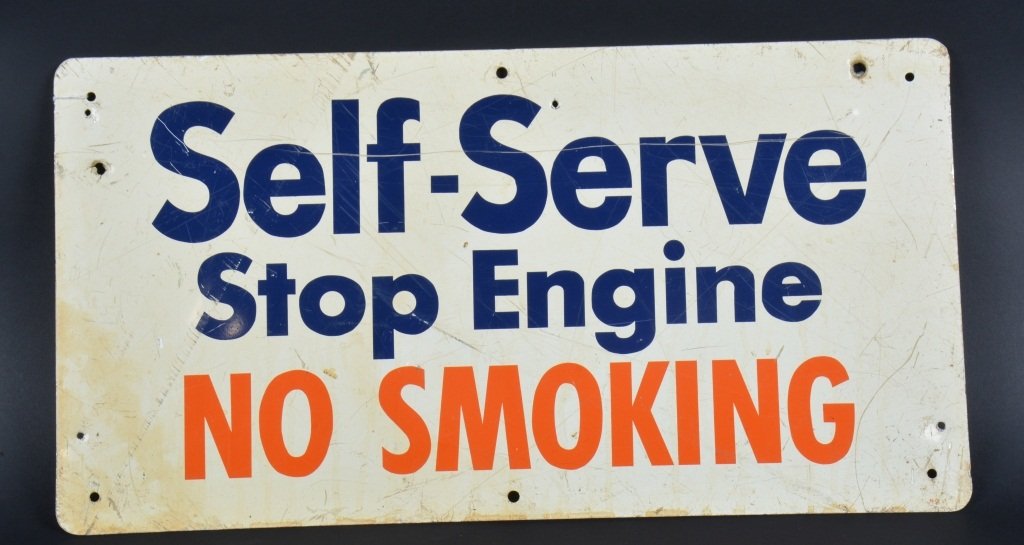 Self-Serve
Stop Engine
NO SMOKING